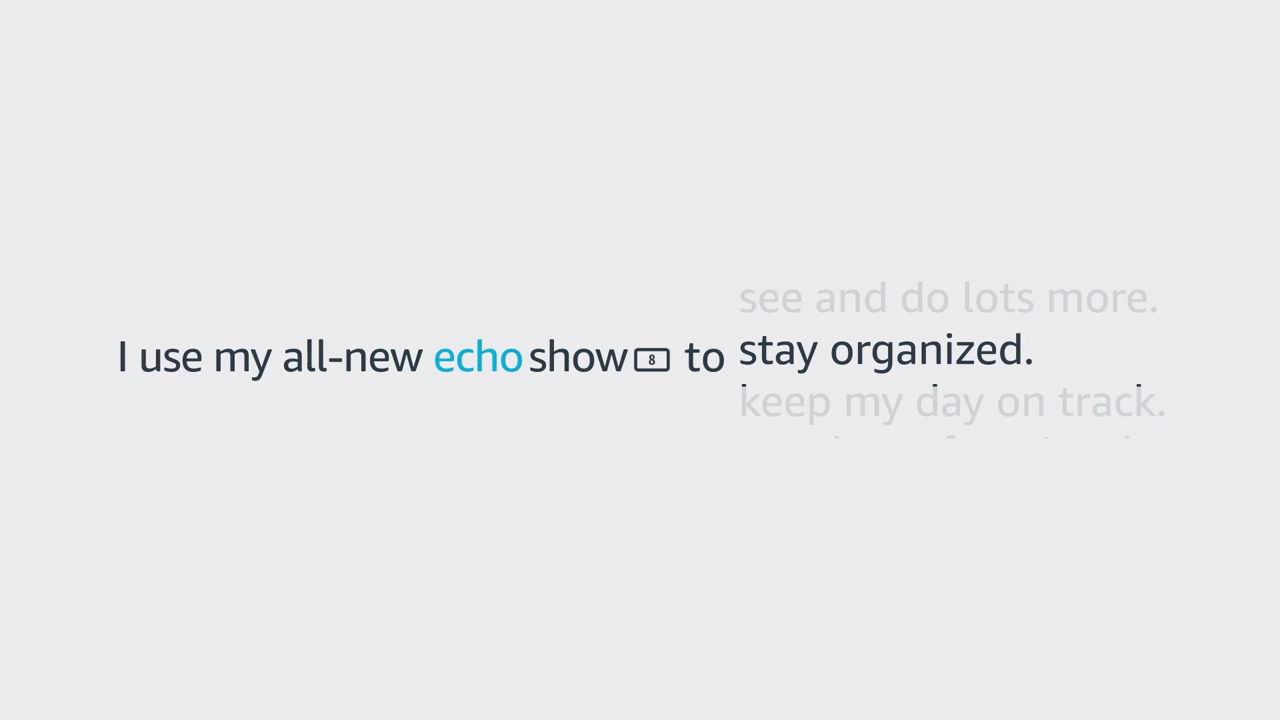 see and do lots more.
I use my all-new echo show 8 to stay organized.
keep my day on track.